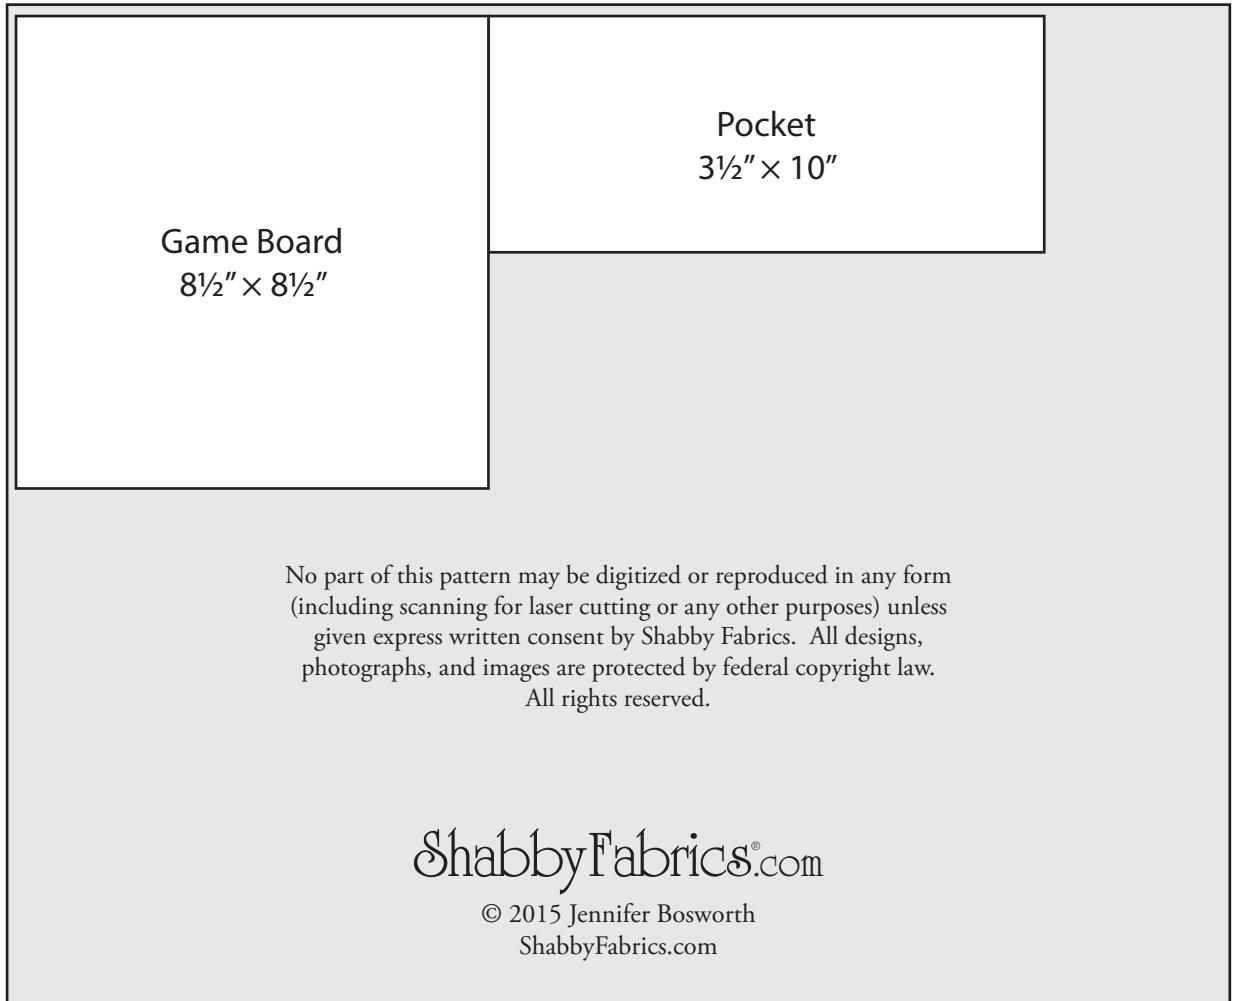 Game Board
8½” × 8½”
Pocket
3½” × 10”
No part of this pattern may be digitized or reproduced in any form
(including scanning for laser cutting or any other purposes) unless
given express written consent by Shabby Fabrics.  All designs,
photographs, and images are protected by federal copyright law.
All rights reserved.
ShabbyFabrics®.com
© 2015 Jennifer Bosworth
ShabbyFabrics.com